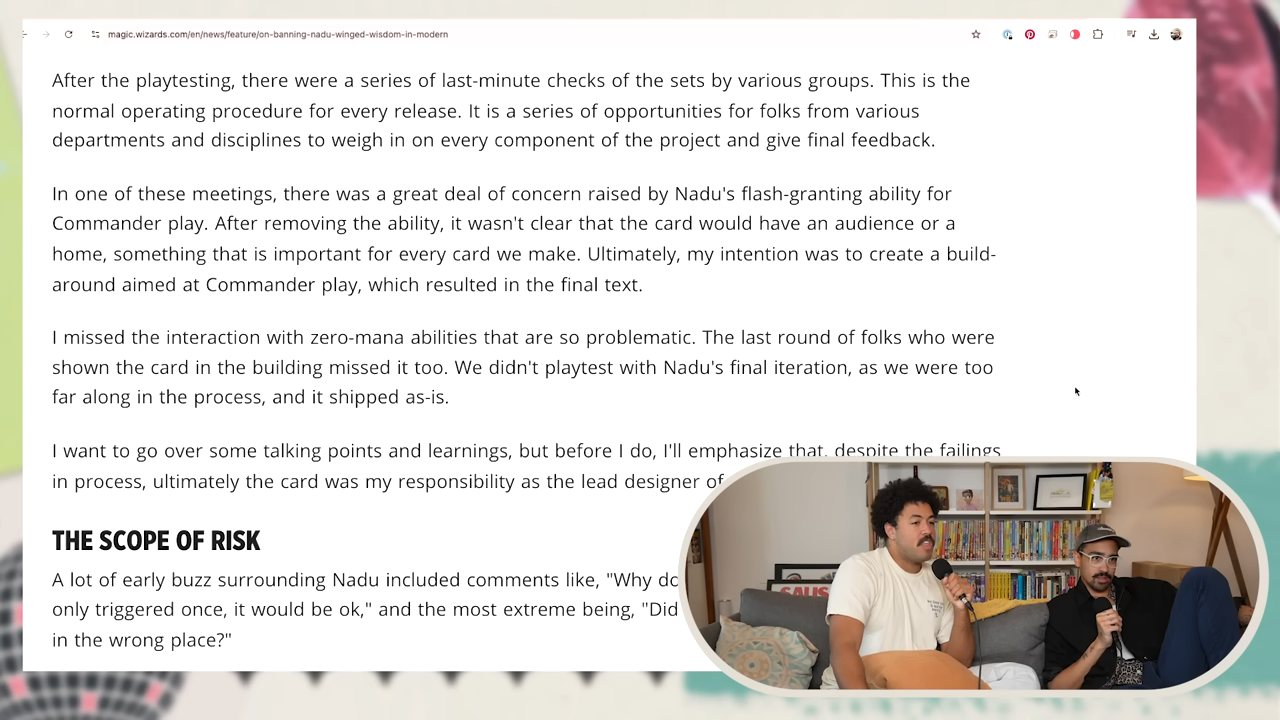 magic.wizards.com/en/news/feature/on-banning-nadu-winged-wisdom-in-modern
After the playtesting, there were a series of last-minute checks of the sets by various groups. This is the
normal operating procedure for every release. It is a series of opportunities for folks from various
departments and disciplines to weigh in on every component of the project and give final feedback.
In one of these meetings, there was a great deal of concern raised by Nadu's flash-granting ability for
Commander play. After removing the ability, it wasn't clear that the card would have an audience or a
home, something that is important for every card we make. Ultimately, my intention was to create a build-
around aimed at Commander play, which resulted in the final text.
I missed the interaction with zero-mana abilities that are so problematic. The last round of folks who were
shown the card in the building missed it too. We didn't playtest with Nadu's final iteration, as we were too
far along in the process, and it shipped as-is.
I want to go over some talking points and learnings, but before I do, I'll emphasize that, despite the failings
in process, ultimately the card was my responsibility as the lead designer of
THE SCOPE OF RISK
A lot of early buzz surrounding Nadu included comments like, "Why do
only triggered once, it would be ok," and the most extreme being, "Did
in the wrong place?"